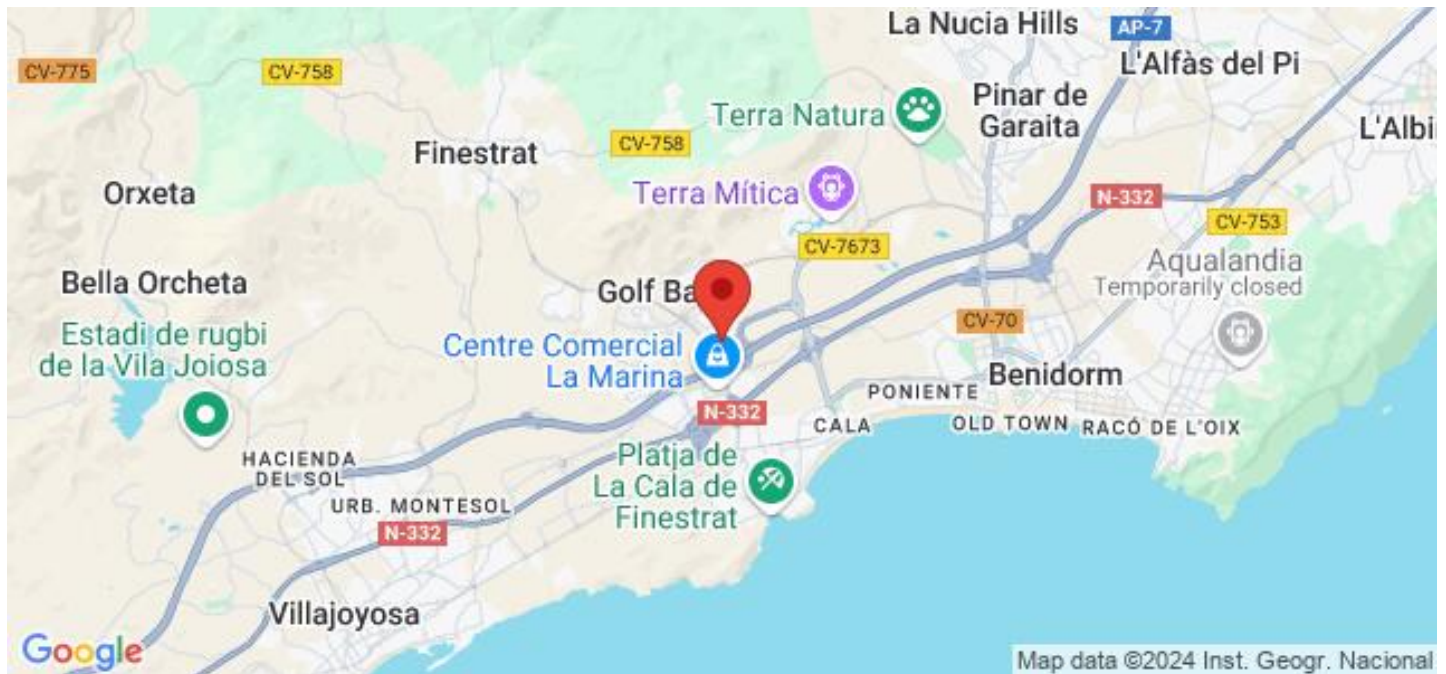 La Nucia Hills
AP-7
CV-775
CV-758
L'Alfàs del Pi
Terra Natura
Pinar de
Garaita
L'Albi
Finestrat
CV-758
Orxeta
Terra Mítica
N-332
CV-753
CV-7673
Bella Orcheta
Golf Ba
Aqualandia
Temporarily closed
Estadi de rugbi
de la Vila Joiosa
Centre Comercial
La Marina
CV-70
Benidorm
PONIENTE
N-332
CALA
OLD TOWN
RACÓ DE L'OIX
HACIENDA
DEL SOL
Platja de
La Cala de
Finestrat
URB. MONTESOL
N-332
Villajoyosa
Google
Map data ©2024 Inst. Geogr. Nacional